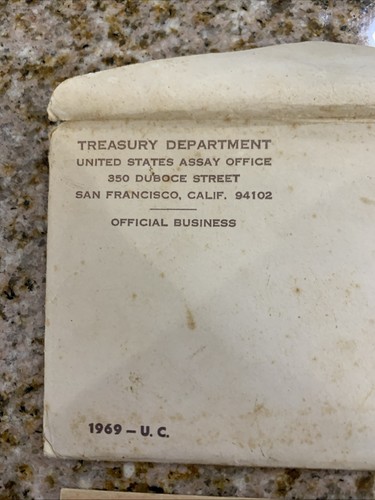 TREASURY DEPARTMENT
UNITED STATES ASSAY OFFICE
350 DUBOCE STREET
SAN FRANCISCO, CALIF. 94102
OFFICIAL BUSINESS
1969 – U. C.